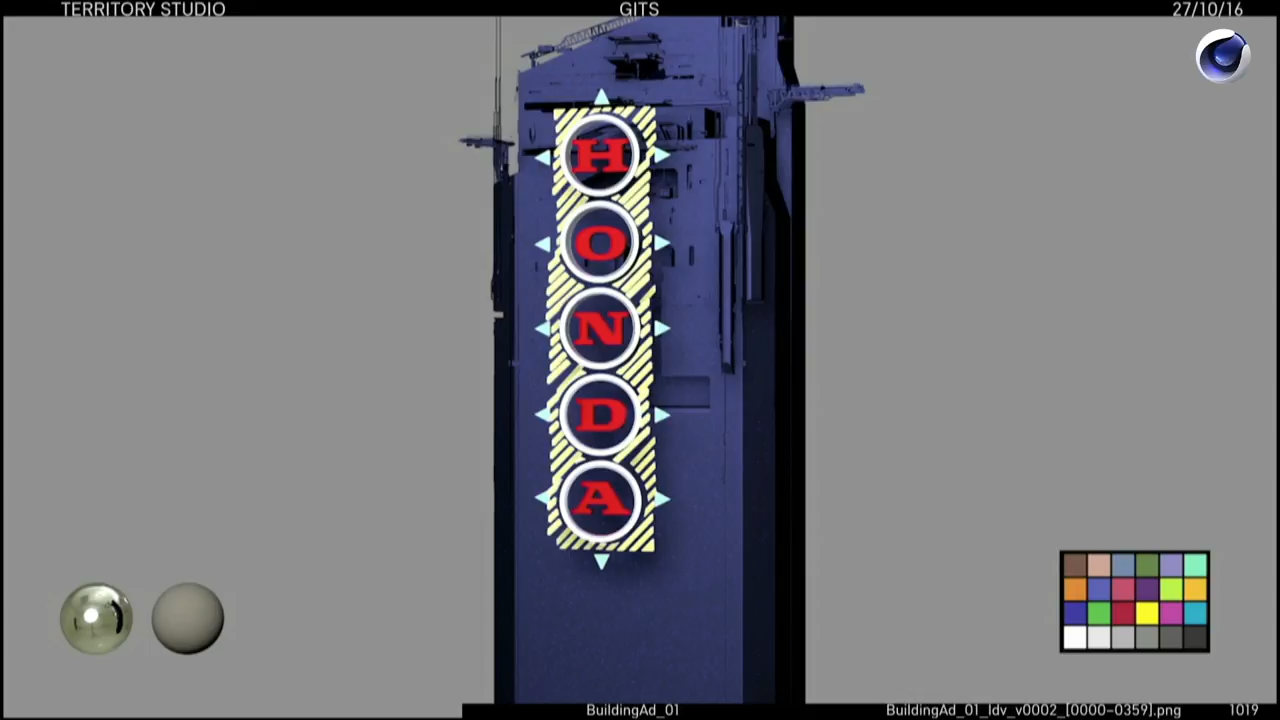 TERRITORY STUDIO GITS 27/10/16
H
O
N
D
A
BuildingAd_01 BuildingAd_01_ldv_v0002_[0000-0359].png 1019